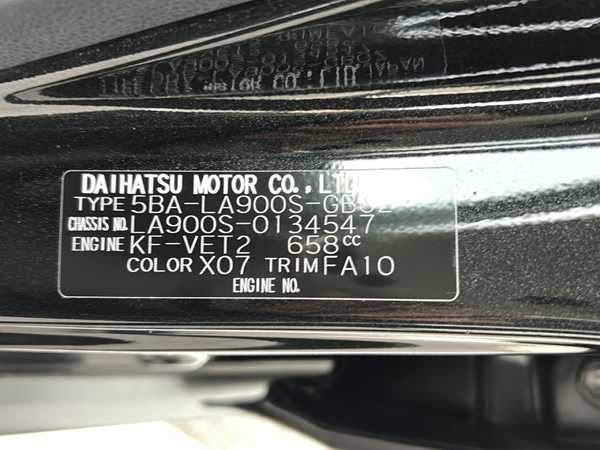 DAIHATSU MOTOR CO., LTD.
TYPE 5BA-LA900S-GBCZ
CHASSIS NO. LA900S-0134547
ENGINE KF-VET2 658CC
COLOR X07 TRIM FA10
ENGINE NO.